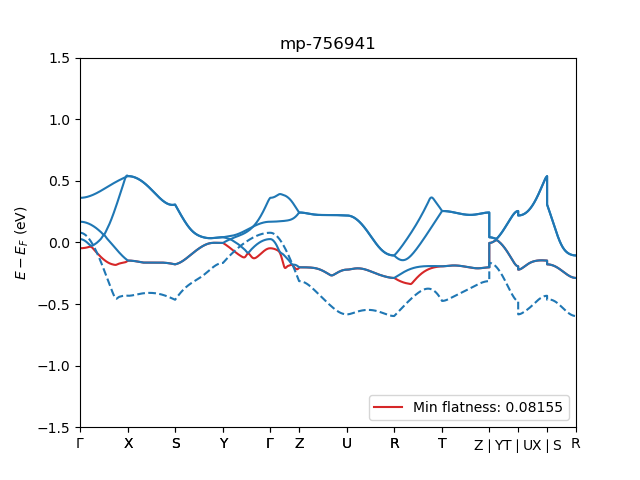 mp-756941
E − E_F (eV)
1.5
1.0
0.5
0.0
−0.5
−1.0
−1.5
Min flatness: 0.08155
Γ X S Y Γ Z U R T Z | YT | UX | S R